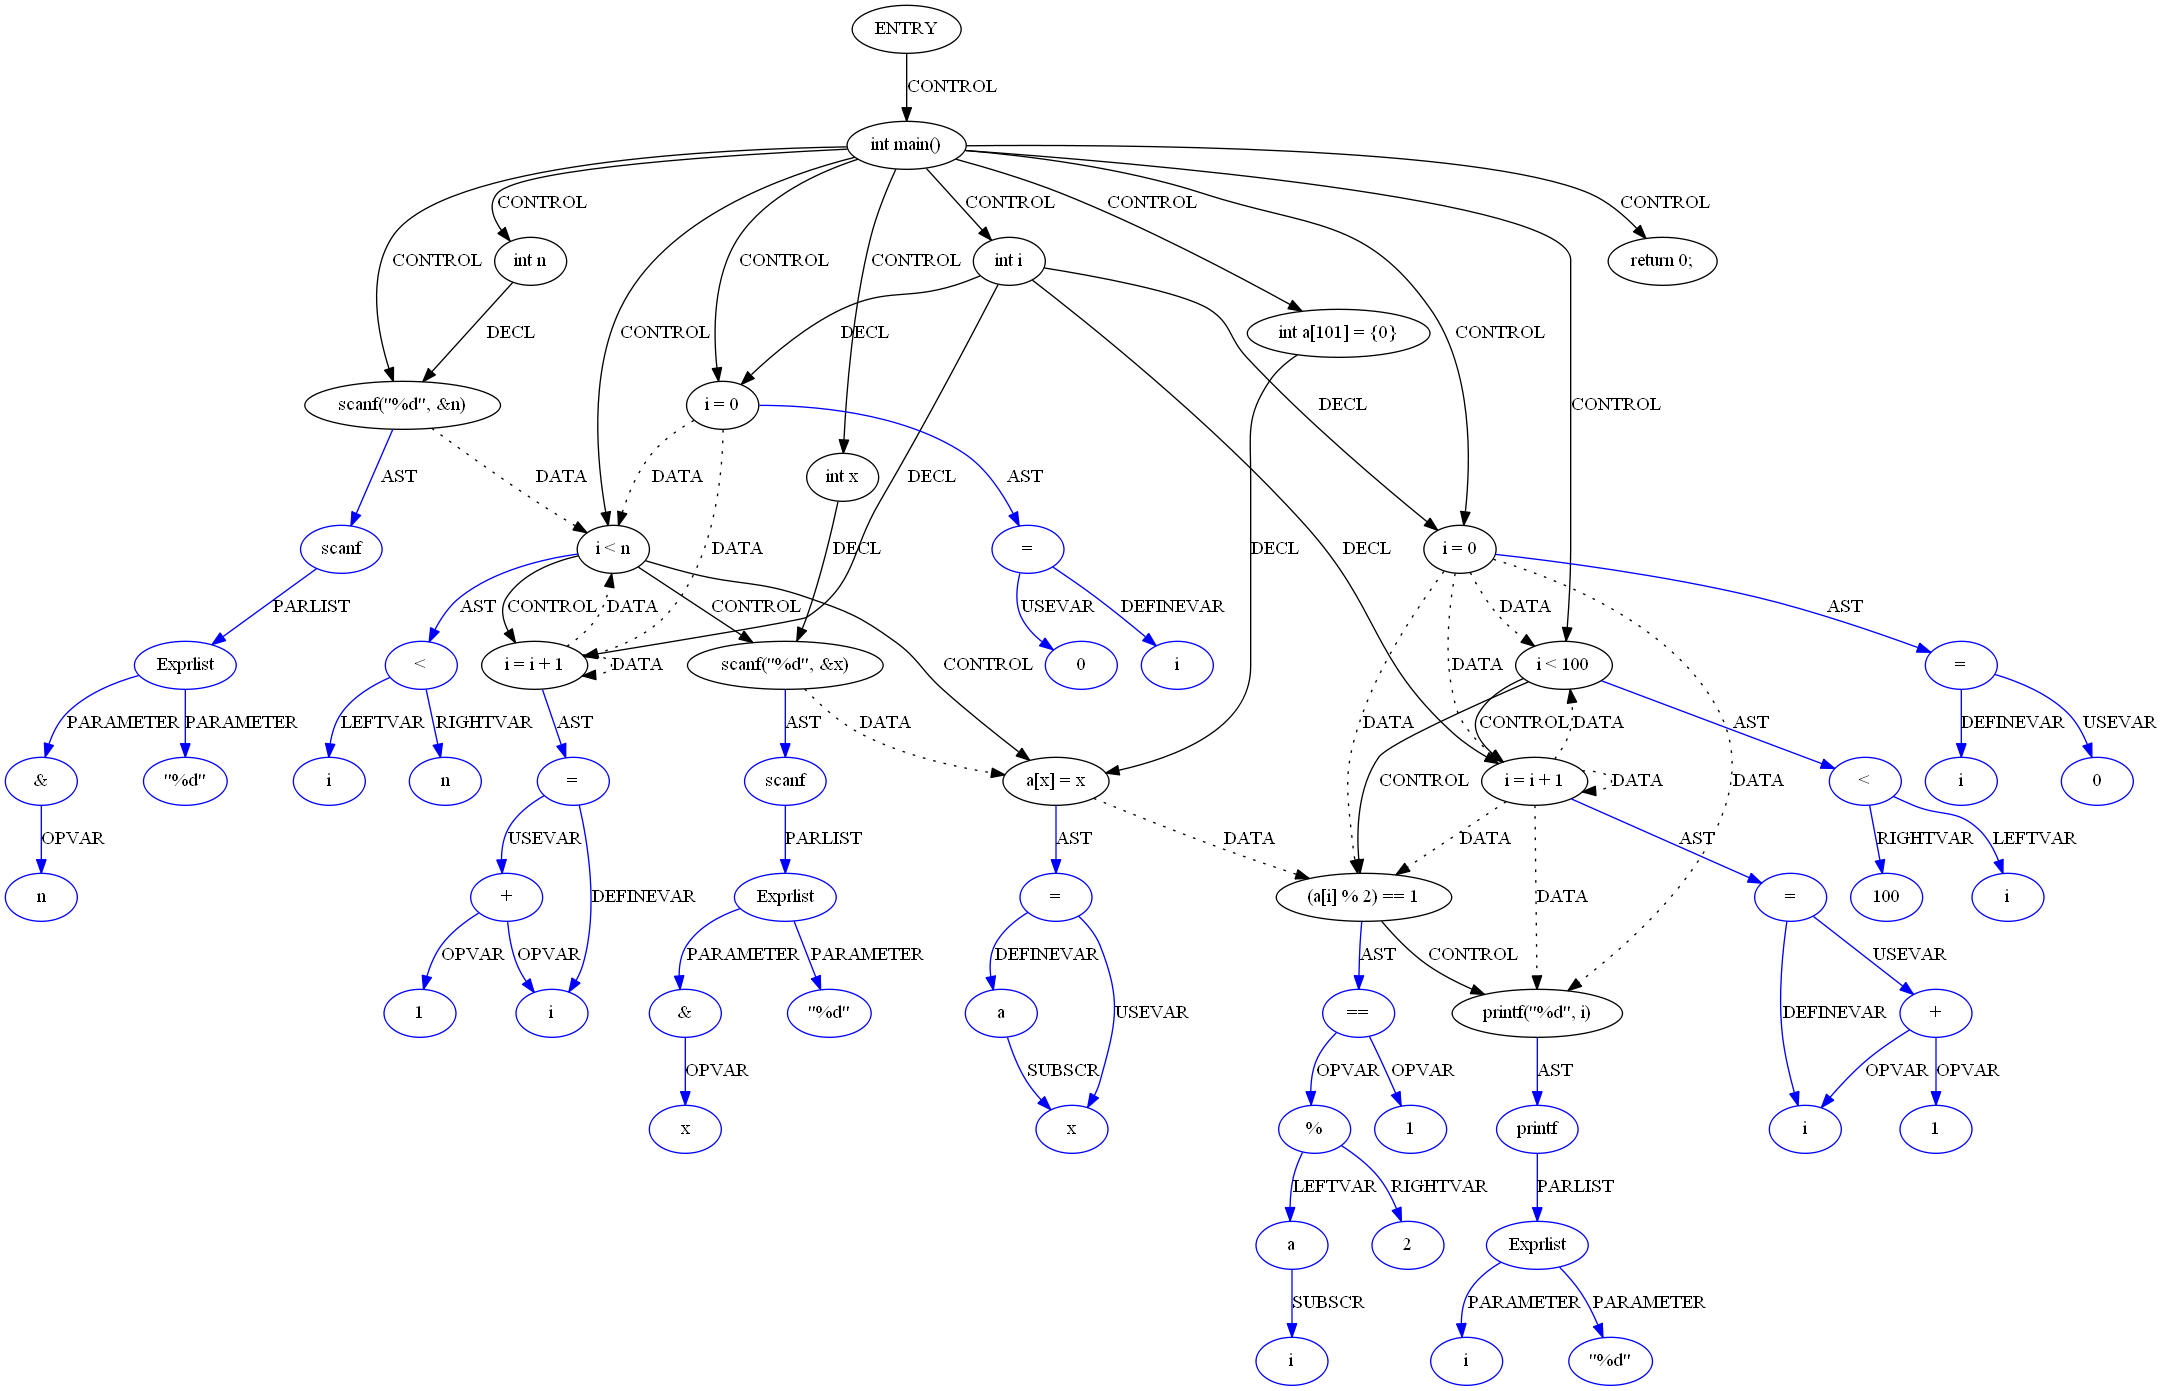 ENTRY
CONTROL
int main()
CONTROL CONTROL CONTROL CONTROL
CONTROL int n CONTROL CONTROL int i return 0;
DECL CONTROL DECL int a[101] = {0} CONTROL
scanf("%d", &n) i = 0 DECL CONTROL
AST DATA DATA int x DECL AST
scanf i < n DATA DECL = DECL DECL i = 0
PARLIST AST CONTROL DATA CONTROL USEVAR DEFINEVAR DATA AST
Exprlist < i = i + 1 DATA scanf("%d", &x) CONTROL 0 i DATA i < 100 =
PARAMETER PARAMETER LEFTVAR RIGHTVAR AST AST DATA DATA CONTROL DATA DATA AST DEFINEVAR USEVAR
& "%d" i n = scanf a[x] = x CONTROL i = i + 1 DATA < i 0
OPVAR USEVAR PARLIST AST DATA DATA AST RIGHTVAR LEFTVAR
n + DEFINEVAR Exprlist = (a[i] % 2) == 1 DATA = 100 i
OPVAR OPVAR PARAMETER PARAMETER DEFINEVAR AST CONTROL USEVAR
1 i & "%d" a USEVAR == printf("%d", i) DEFINEVAR +
OPVAR SUBSCR OPVAR OPVAR AST OPVAR OPVAR
x x % 1 printf i 1
LEFTVAR RIGHTVAR PARLIST
a 2 Exprlist
SUBSCR PARAMETER PARAMETER
i i "%d"